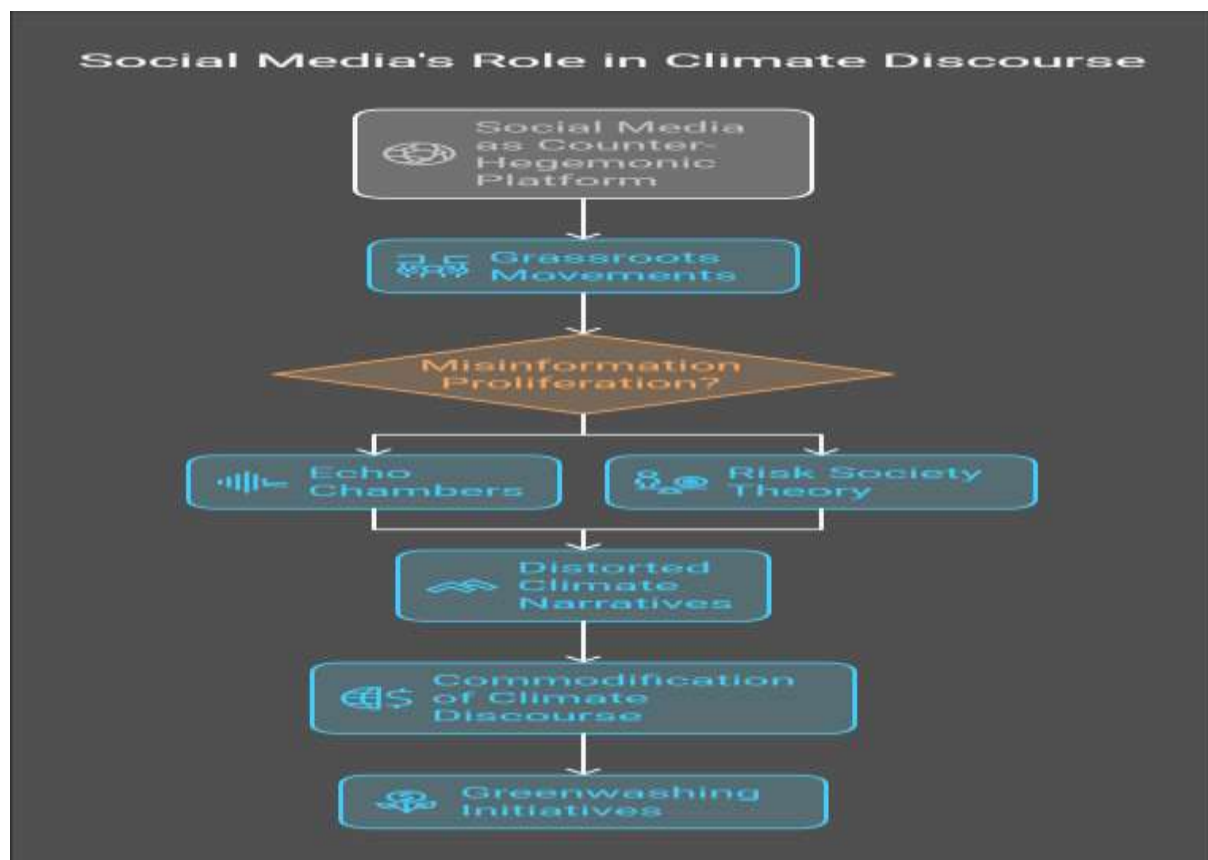 Social Media's Role in Climate Discourse
Social Media
as Counter-
Hegemonic
Platform
Grassroots
Movements
Misinformation
Proliferation?
Echo
Chambers
Risk Society
Theory
Distorted
Climate
Narratives
Commodification
of Climate
Discourse
Greenwashing
Initiatives